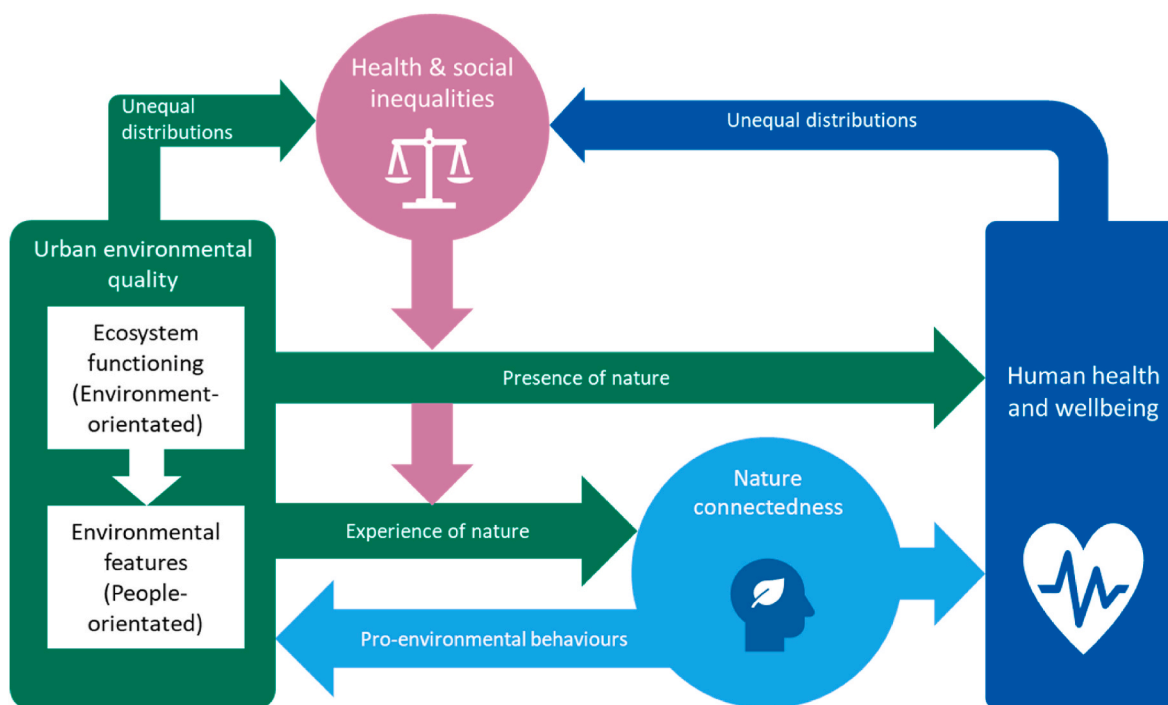 Health & social
inequalities
Unequal
distributions
Unequal distributions
Urban environmental
quality
Ecosystem
functioning
(Environment-
orientated)
Presence of nature
Human health
and wellbeing
Nature
connectedness
Environmental
features
(People-
orientated)
Experience of nature
Pro-environmental behaviours